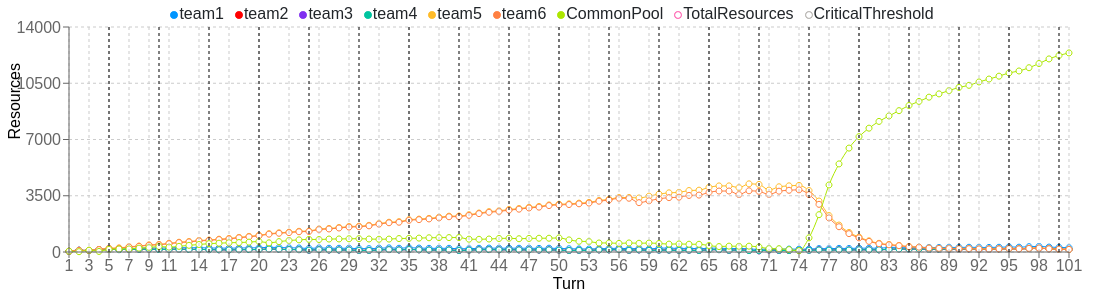 team1 team2 team3 team4 team5 team6 CommonPool TotalResources CriticalThreshold
14000
10500
7000
3500
0
Resources
1 3 5 7 9 11 14 17 20 23 26 29 32 35 38 41 44 47 50 53 56 59 62 65 68 71 74 77 80 83 86 89 92 95 98 101
Turn